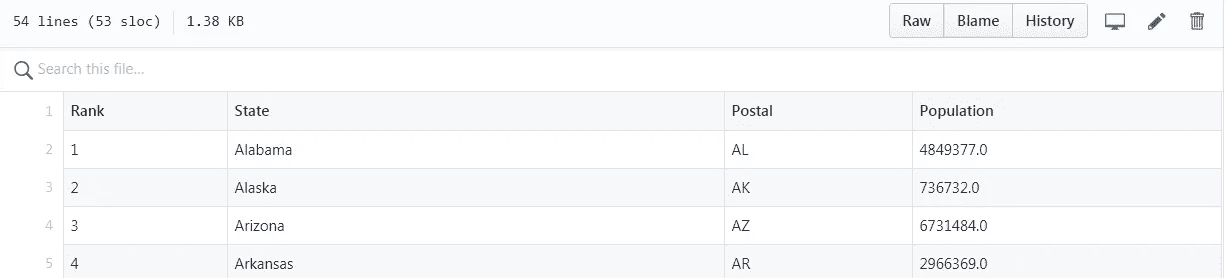 54 lines (53 sloc) 1.38 KB Raw Blame History
Search this file...
1 Rank State Postal Population
2 1 Alabama AL 4849377.0
3 2 Alaska AK 736732.0
4 3 Arizona AZ 6731484.0
5 4 Arkansas AR 2966369.0